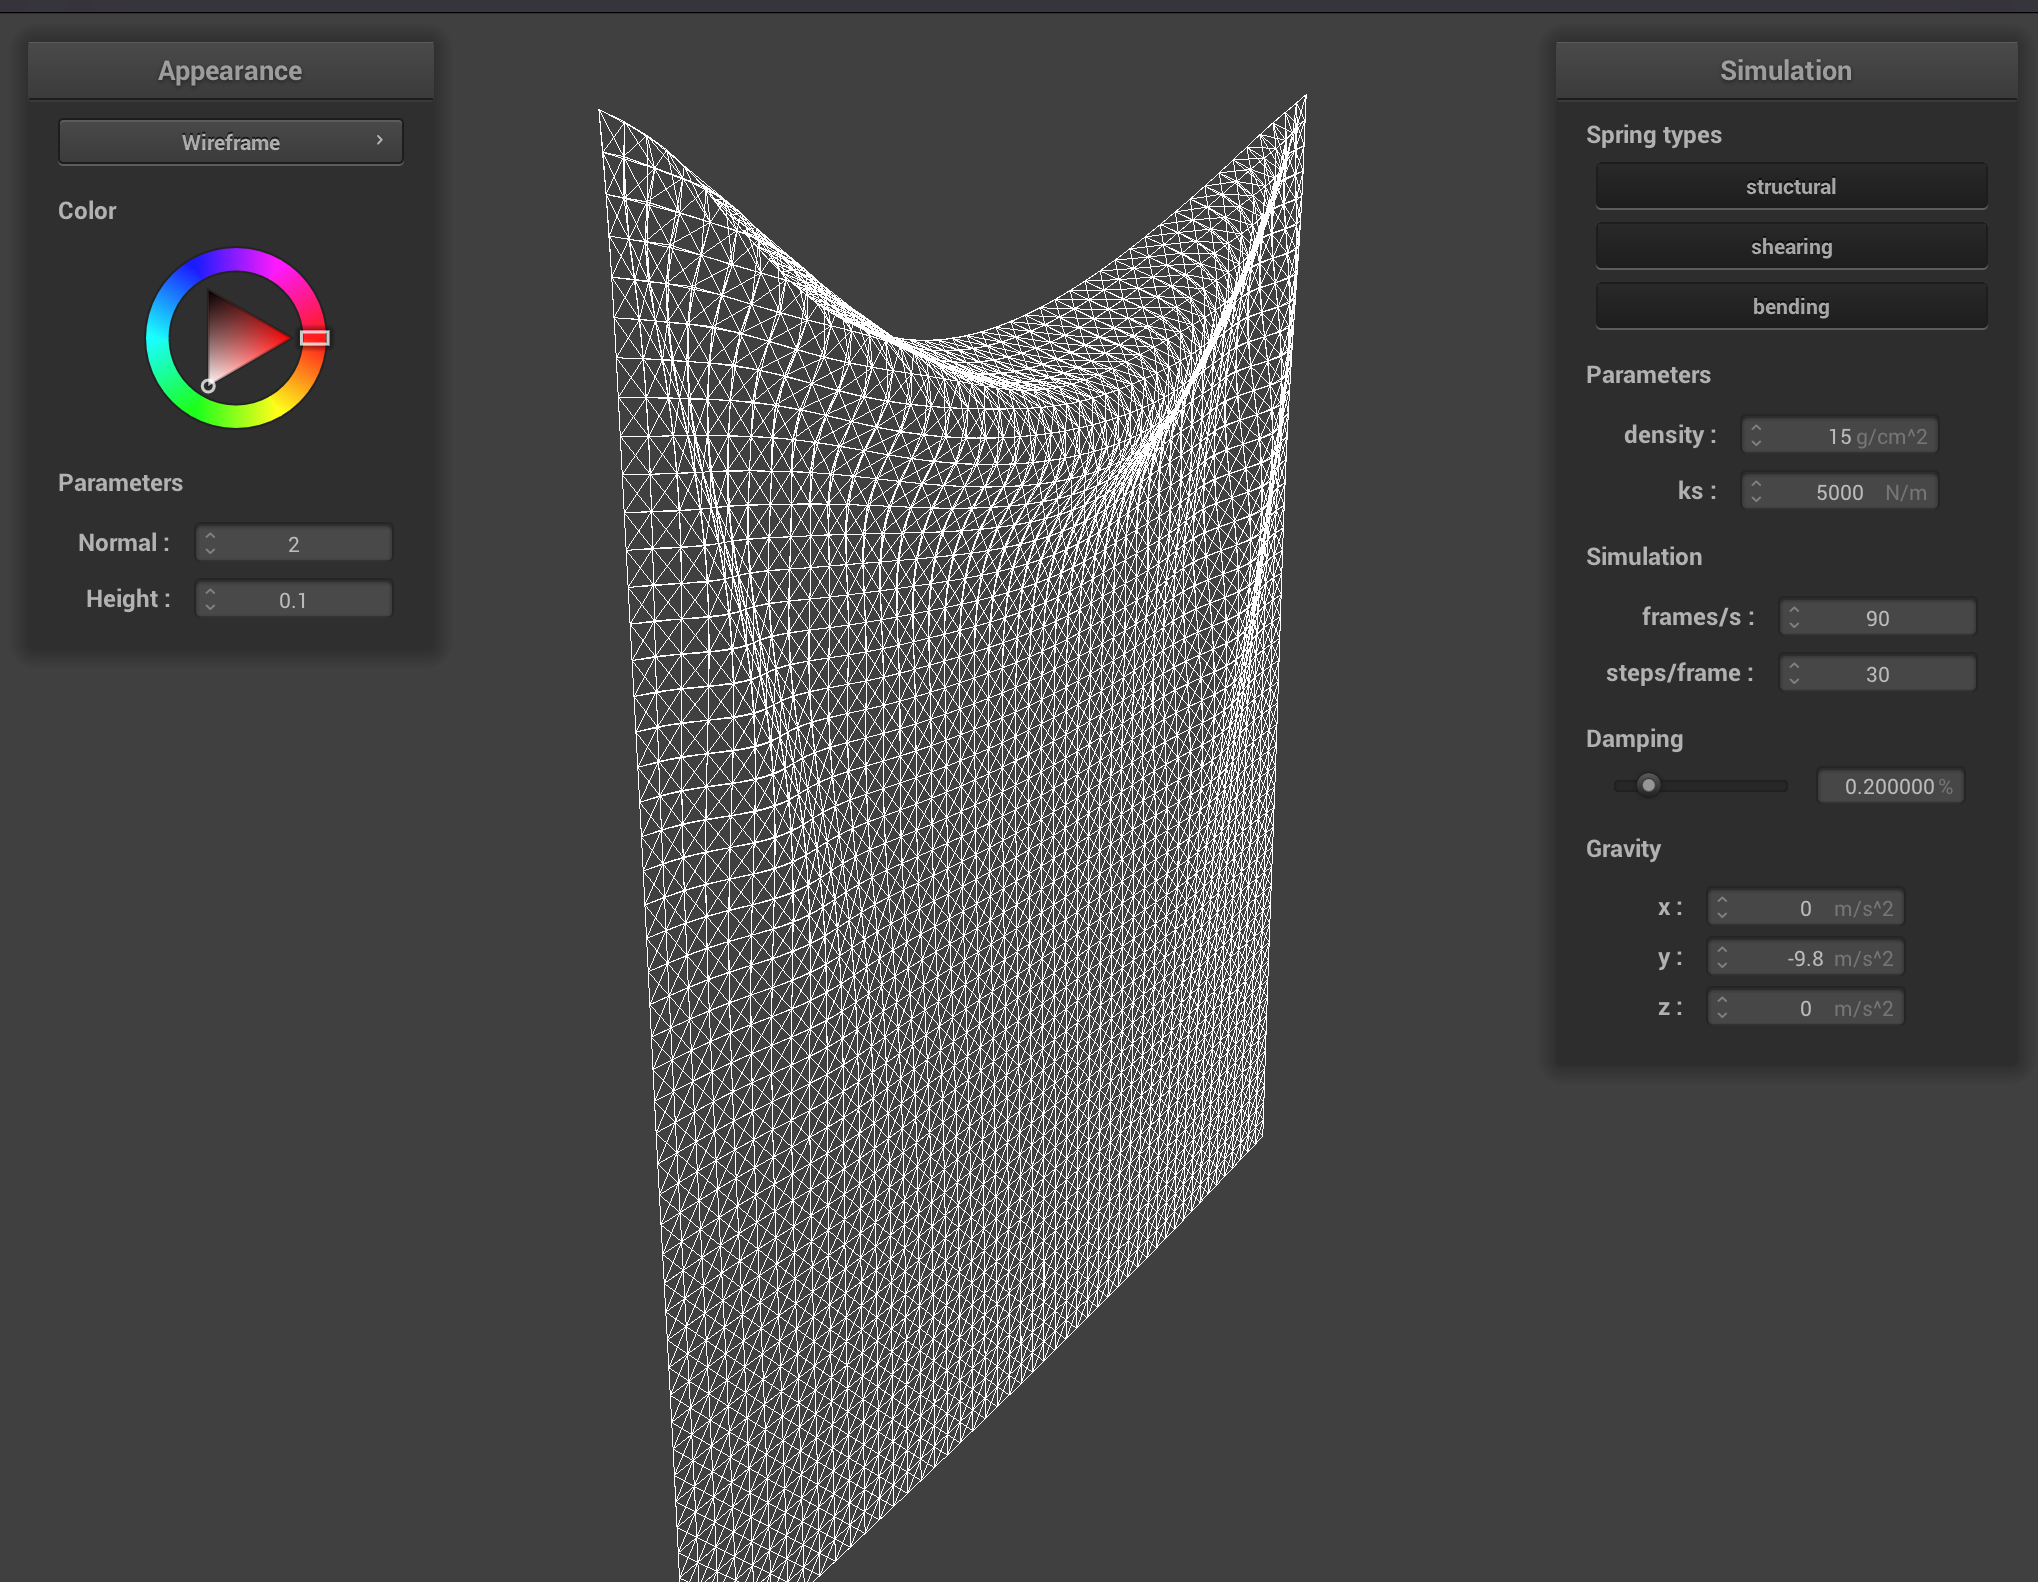 Appearance
Wireframe
Color
Parameters
Normal : 2
Height : 0.1
Simulation
Spring types
structural
shearing
bending
Parameters
density : 15 g/cm^2
ks : 5000 N/m
Simulation
frames/s : 90
steps/frame : 30
Damping
0.200000 %
Gravity
x : 0 m/s^2
y : -9.8 m/s^2
z : 0 m/s^2